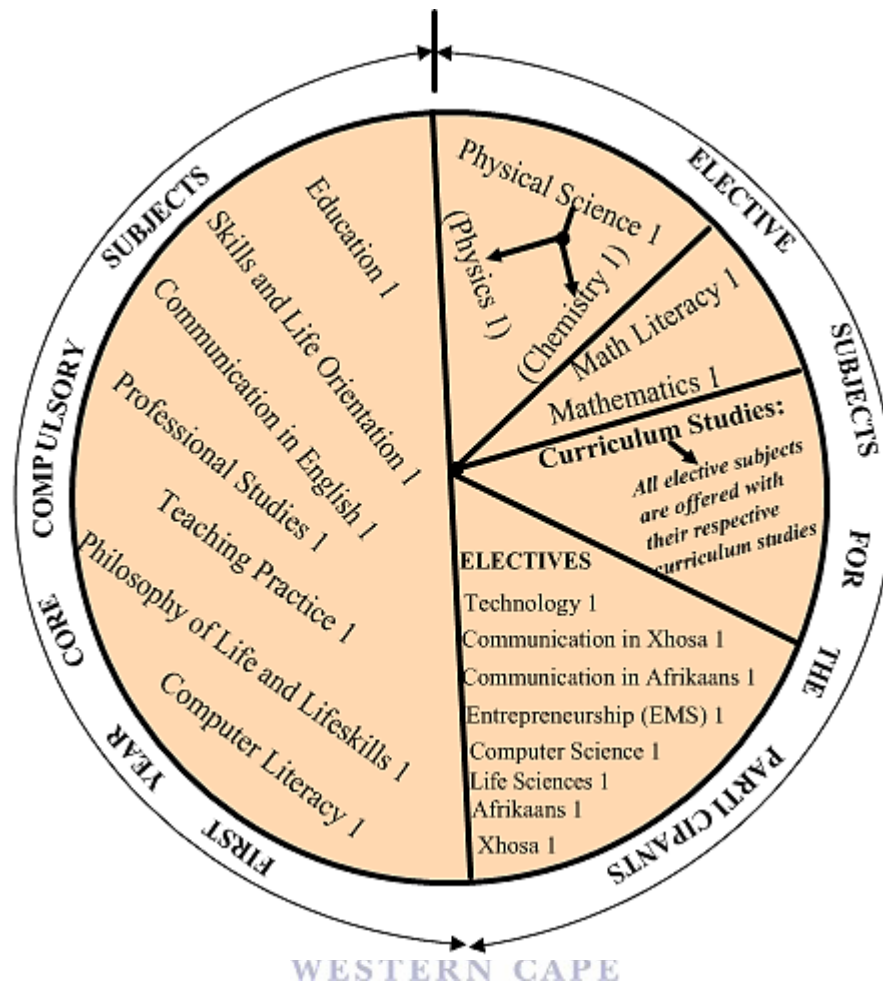 FIRST YEAR CORE COMPULSORY SUBJECTS
Education 1
Skills and Life Orientation 1
Communication in English 1
Professional Studies 1
Teaching Practice 1
Philosophy of Life and Lifeskills 1
Computer Literacy 1
ELECTIVE SUBJECTS FOR THE PARTICIPANTS
Physical Science 1
(Physics 1)
(Chemistry 1)
Math Literacy 1
Mathematics 1
Curriculum Studies:
All elective subjects
are offered with
their respective
curriculum studies
ELECTIVES
Technology 1
Communication in Xhosa 1
Communication in Afrikaans 1
Entrepreneurship (EMS) 1
Computer Science 1
Life Sciences 1
Afrikaans 1
Xhosa 1
WESTERN CAPE